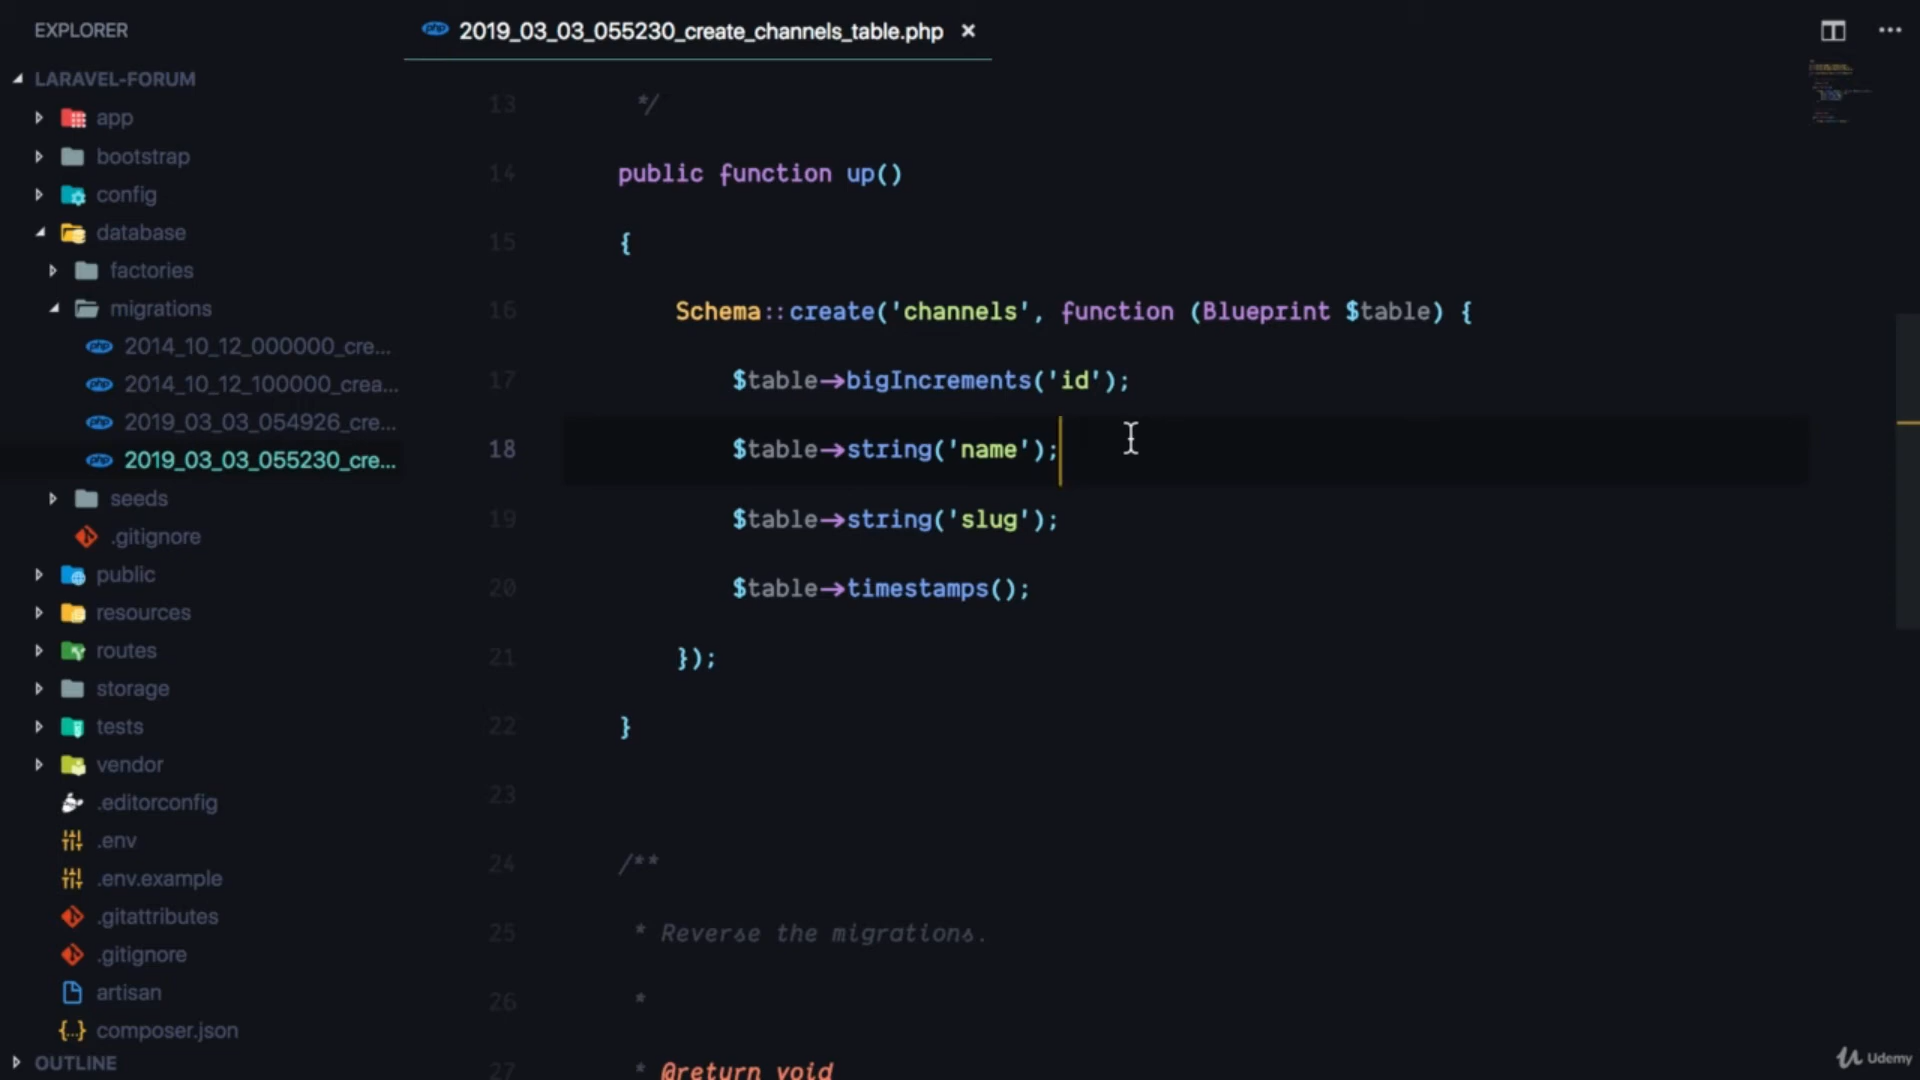 EXPLORER
LARAVEL-FORUM
app
bootstrap
config
database
factories
migrations
2014_10_12_000000_cre...
2014_10_12_100000_crea...
2019_03_03_054926_cre...
2019_03_03_055230_cre...
seeds
.gitignore
public
resources
routes
storage
tests
vendor
.editorconfig
.env
.env.example
.gitattributes
.gitignore
artisan
composer.json
OUTLINE
2019_03_03_055230_create_channels_table.php ×
13 */
14 public function up()
15 {
16 Schema::create('channels', function (Blueprint $table) {
17 $table->bigIncrements('id');
18 $table->string('name');
19 $table->string('slug');
20 $table->timestamps();
21 });
22 }
23
24 /**
25 * Reverse the migrations.
26 *
27 * @return void
Udemy